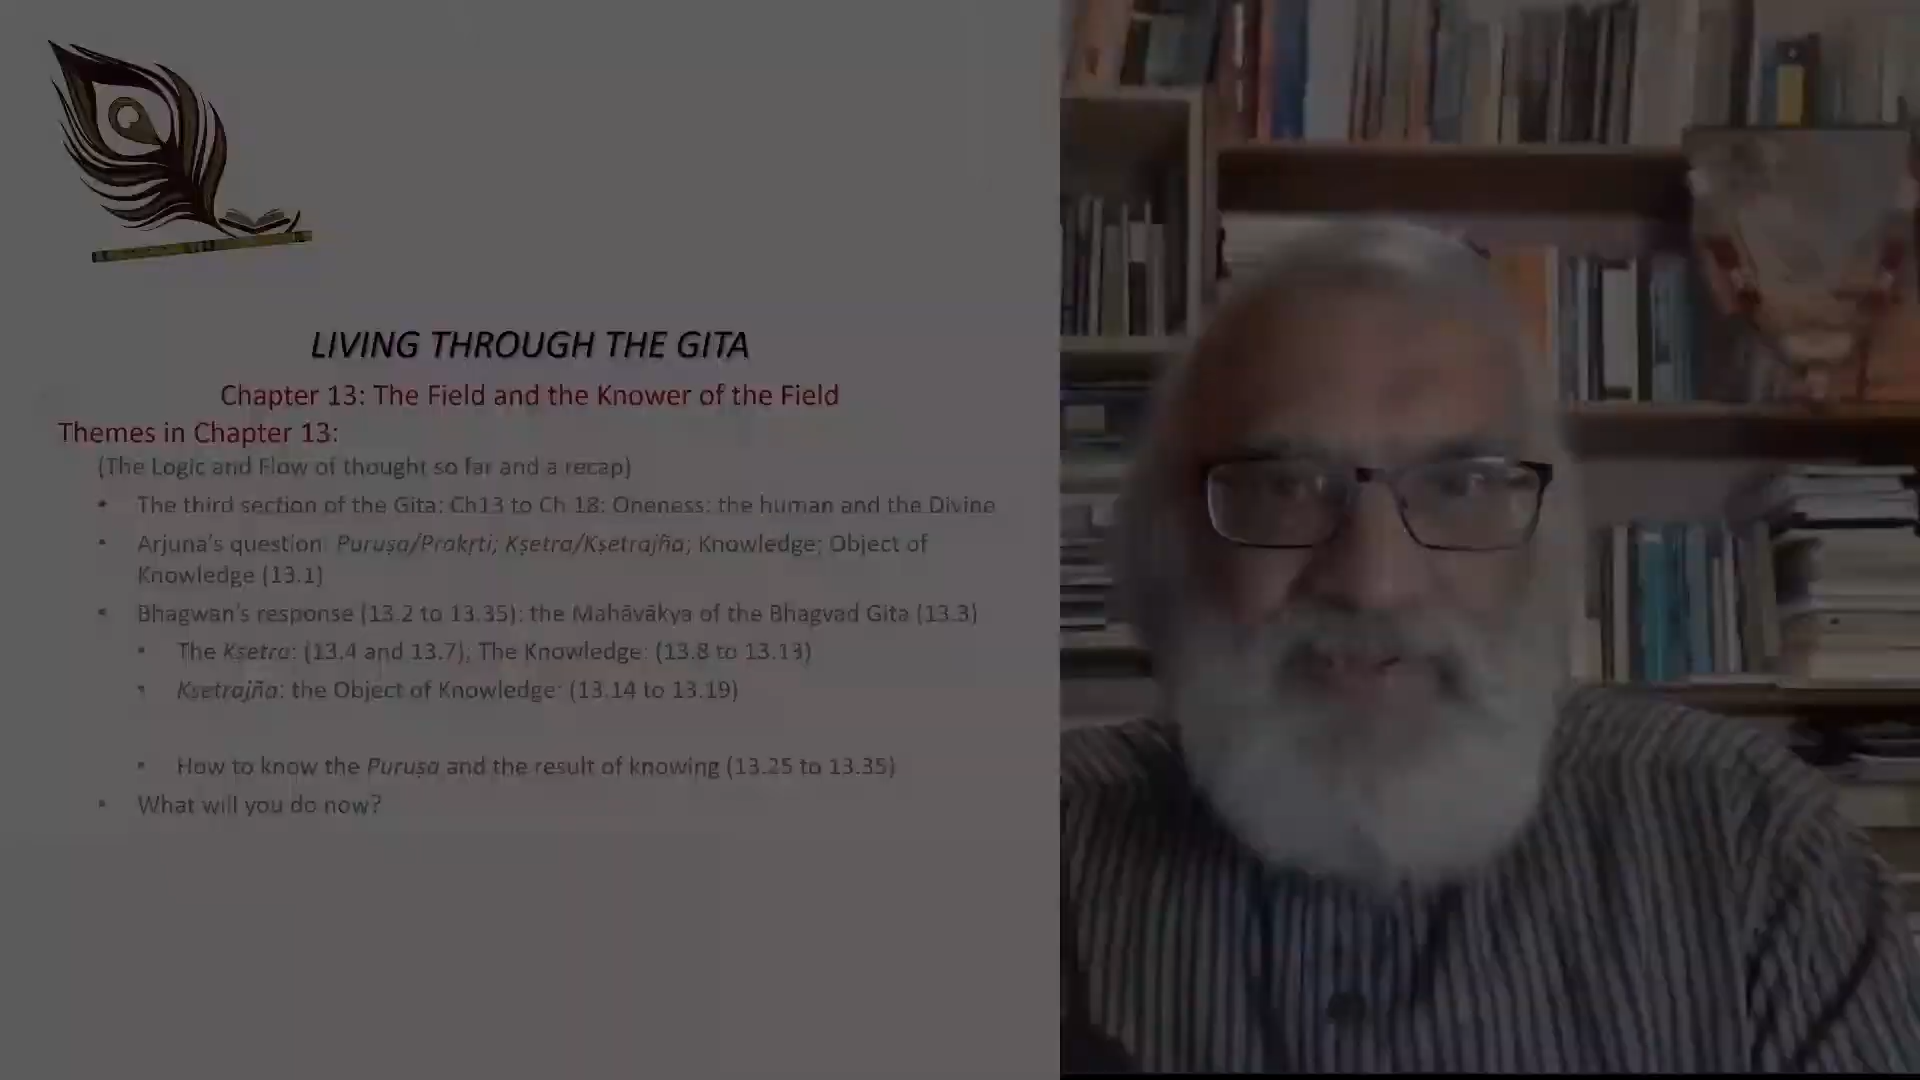 LIVING THROUGH THE GITA
Chapter 13: The Field and the Knower of the Field
Themes in Chapter 13:
(The Logic and Flow of thought so far and a recap)
• The third section of the Gita: Ch13 to Ch 18: Oneness: the human and the Divine
• Arjuna's question: Puruṣa/Prakṛti; Kṣetra/Kṣetrajña; Knowledge; Object of
Knowledge (13.1)
• Bhagwan's response (13.2 to 13.35): the Mahāvākya of the Bhagvad Gita (13.3)
• The Kṣetra: (13.4 and 13.7); The Knowledge: (13.8 to 13.13)
• Kṣetrajña: the Object of Knowledge: (13.14 to 13.19)
• How to know the Puruṣa and the result of knowing (13.25 to 13.35)
• What will you do now?